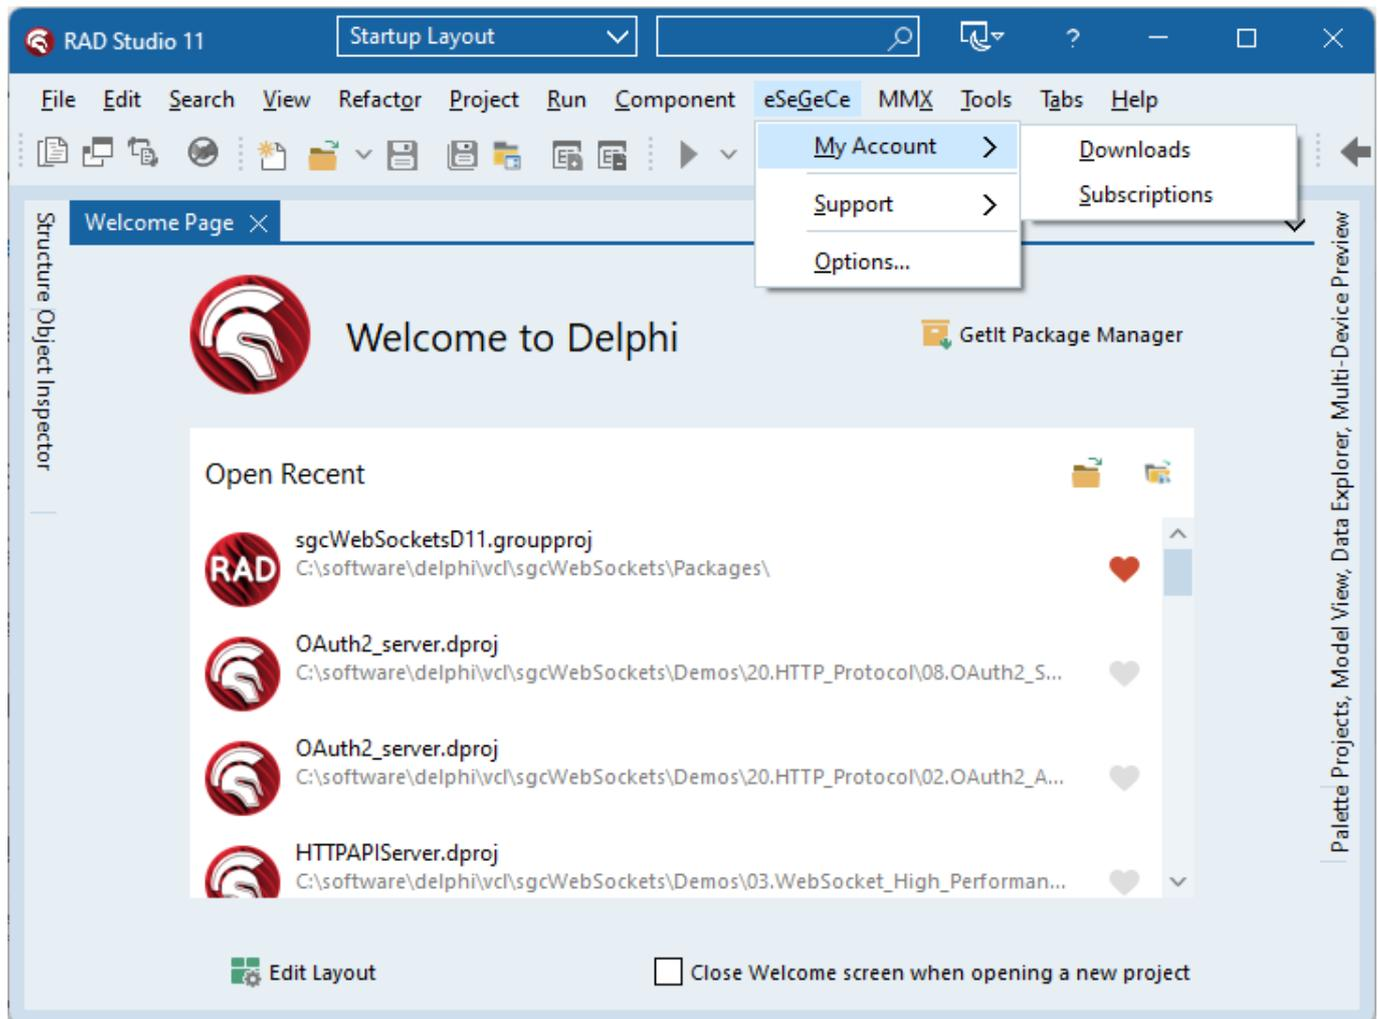 RAD Studio 11
Startup Layout
?
File Edit Search View Refactor Project Run Component eSeGeCe MMX Tools Tabs Help
My Account
Downloads
Subscriptions
Support
Options...
Structure Object Inspector
Welcome Page
Welcome to Delphi
GetIt Package Manager
Open Recent
RAD
sgcWebSocketsD11.groupproj
C:\software\delphi\vcl\sgcWebSockets\Packages\
OAuth2_server.dproj
C:\software\delphi\vcl\sgcWebSockets\Demos\20.HTTP_Protocol\08.OAuth2_S...
OAuth2_server.dproj
C:\software\delphi\vcl\sgcWebSockets\Demos\20.HTTP_Protocol\02.OAuth2_A...
HTTPAPIServer.dproj
C:\software\delphi\vcl\sgcWebSockets\Demos\03.WebSocket_High_Performan...
Edit Layout
Close Welcome screen when opening a new project
Palette Projects, Model View, Data Explorer, Multi-Device Preview